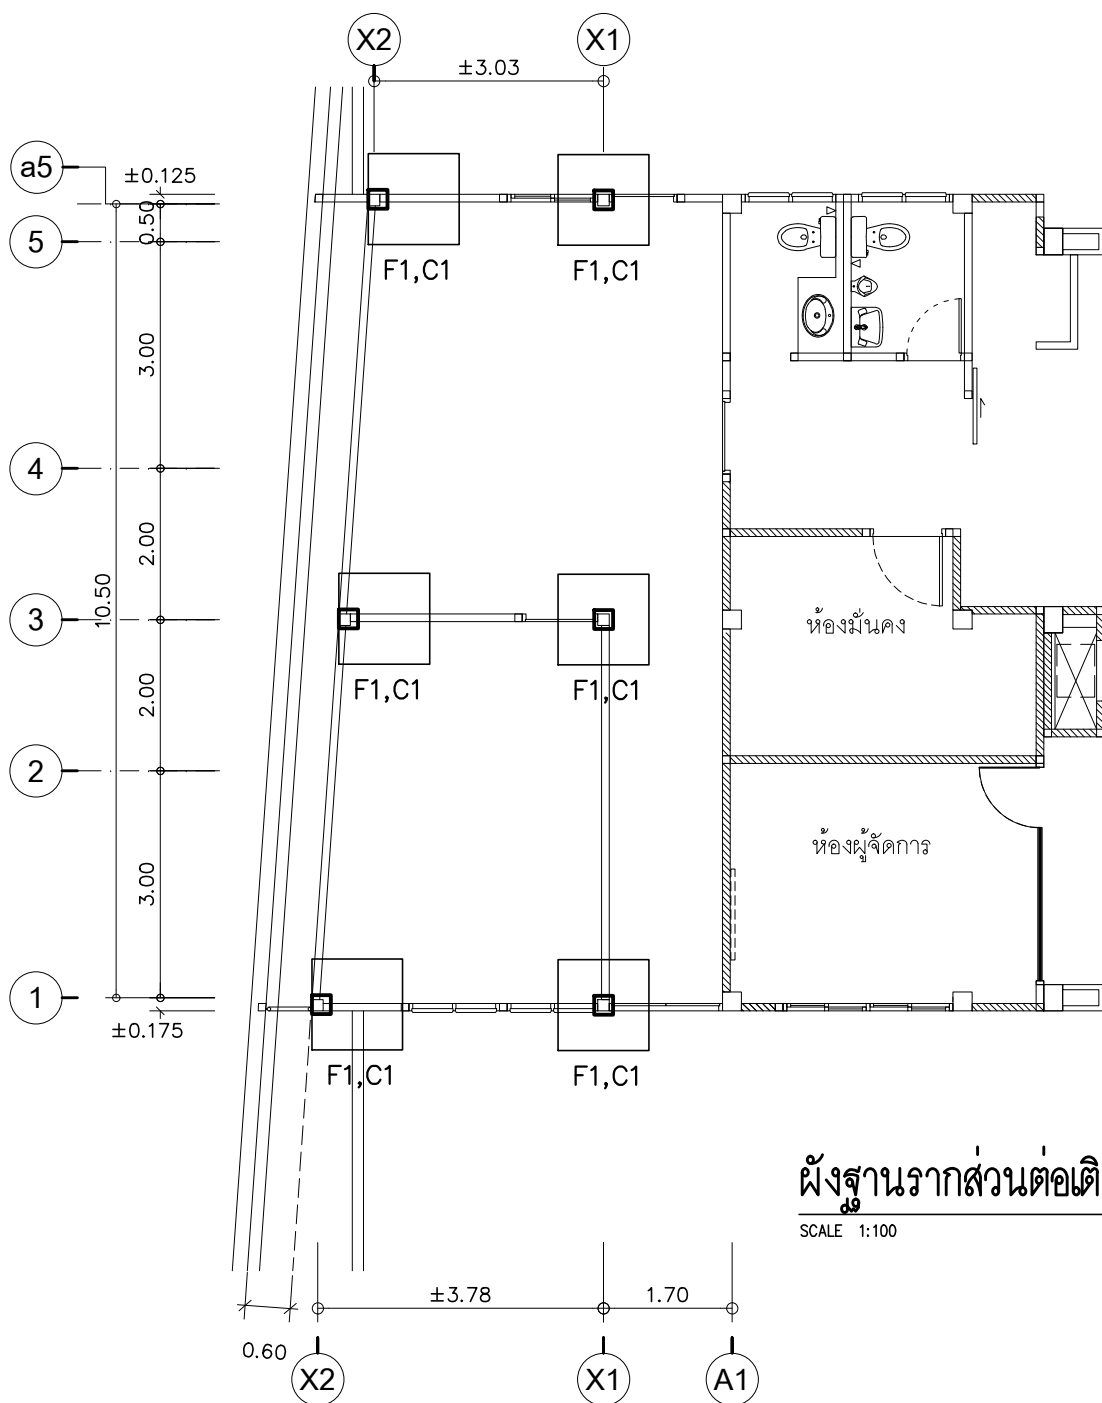 X2
X1
±3.03
a5
±0.125
0.50
5
F1,C1
F1,C1
3.00
4
2.00
10.50
3
ห้องมั่นคง
F1,C1
F1,C1
2.00
2
ห้องผู้จัดการ
3.00
1
±0.175
F1,C1
F1,C1
ผังฐานรากส่วนต่อเติ
SCALE 1:100
±3.78
1.70
0.60
X2
X1
A1